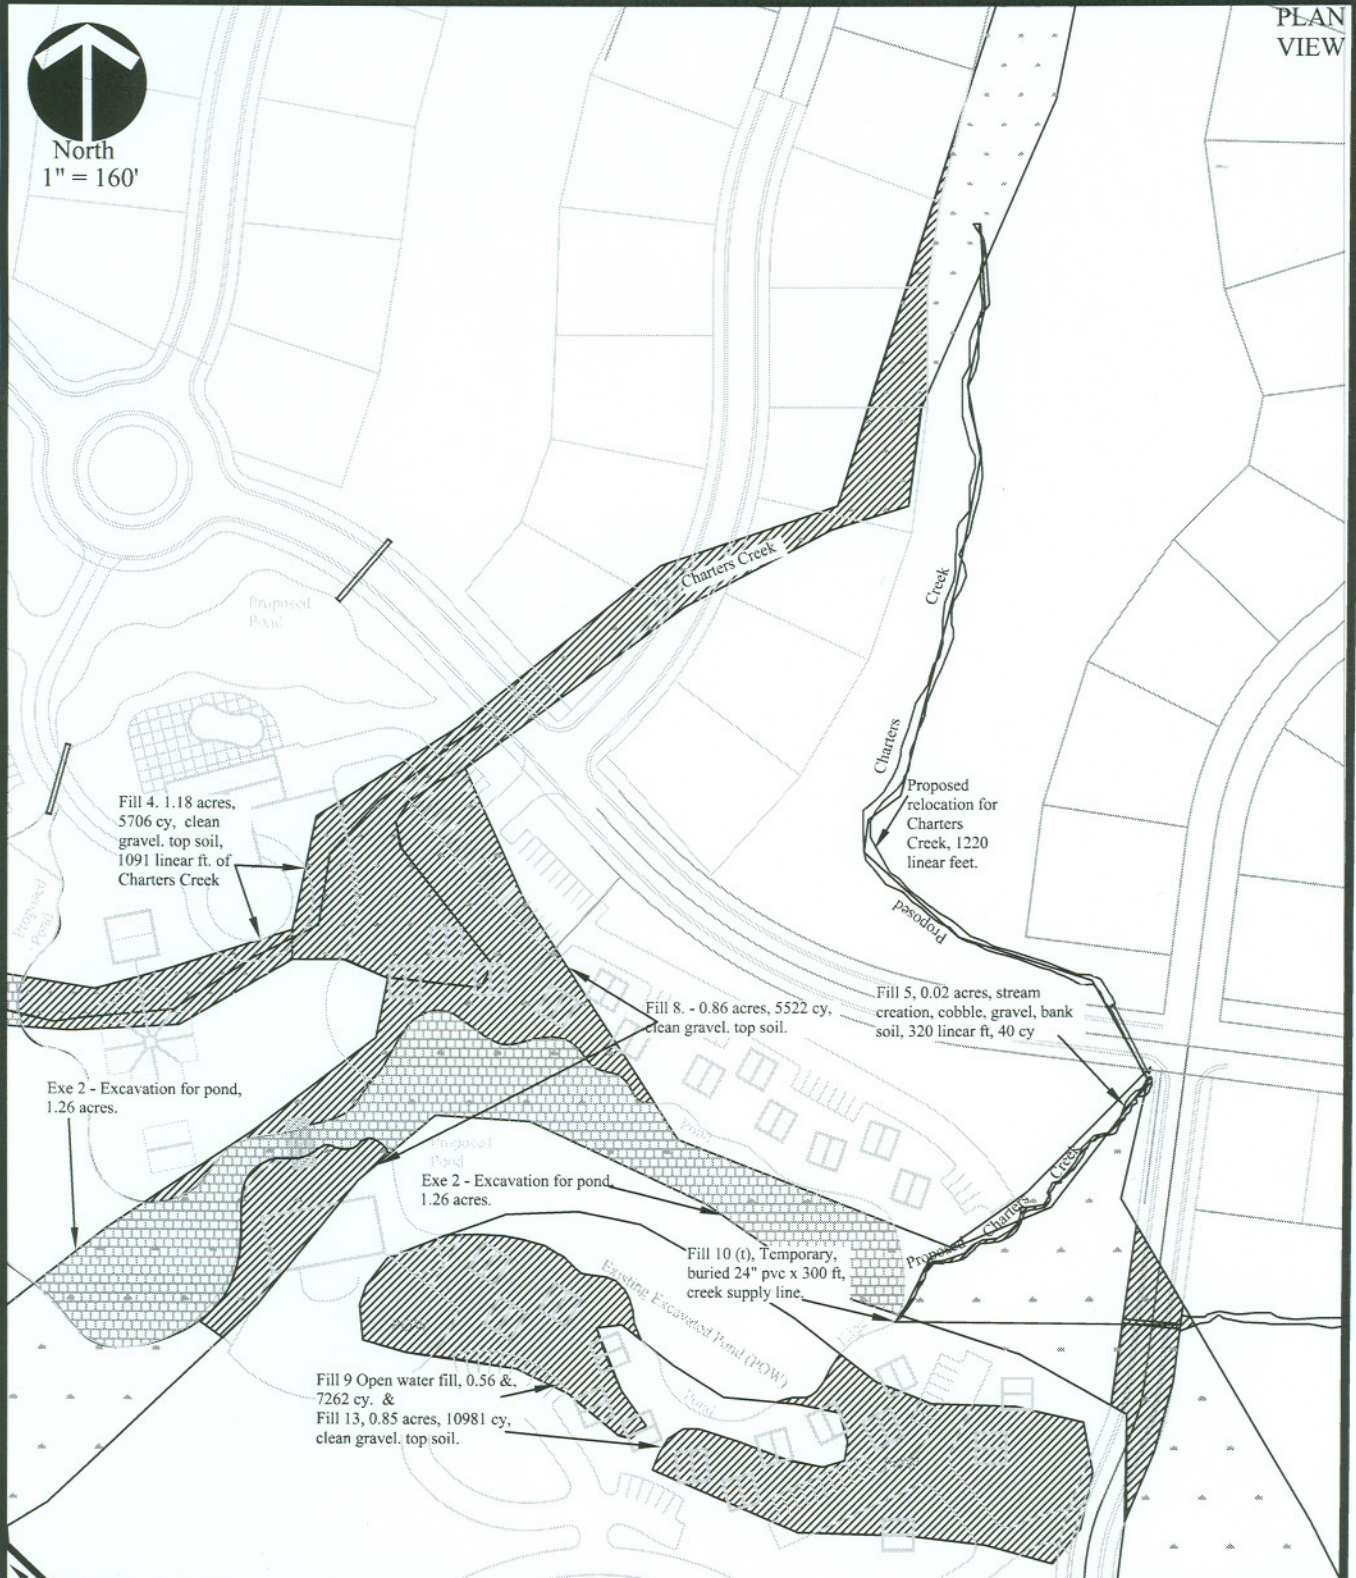 PLAN
VIEW
North
1" = 160'
Charters Creek
Proposed
Pond
Creek
Charters
Proposed
relocation for
Charters
Creek, 1220
linear feet.
Fill 4. 1.18 acres,
5706 cy, clean
gravel. top soil,
1091 linear ft. of
Charters Creek
Proposed
Pond
Proposed
Fill 8. - 0.86 acres, 5522 cy,
clean gravel. top soil.
Fill 5, 0.02 acres, stream
creation, cobble, gravel, bank
soil, 320 linear ft, 40 cy
Exe 2 - Excavation for pond,
1.26 acres.
Proposed
Pond
Exe 2 - Excavation for pond,
1.26 acres.
Creek
Charters
Proposed
Fill 10 (t), Temporary,
buried 24" pvc x 300 ft,
creek supply line.
Existing Excavated Pond (POW)
Pond
Fill 9 Open water fill, 0.56 &,
7262 cy. &
Fill 13, 0.85 acres, 10981 cy,
clean gravel. top soil.